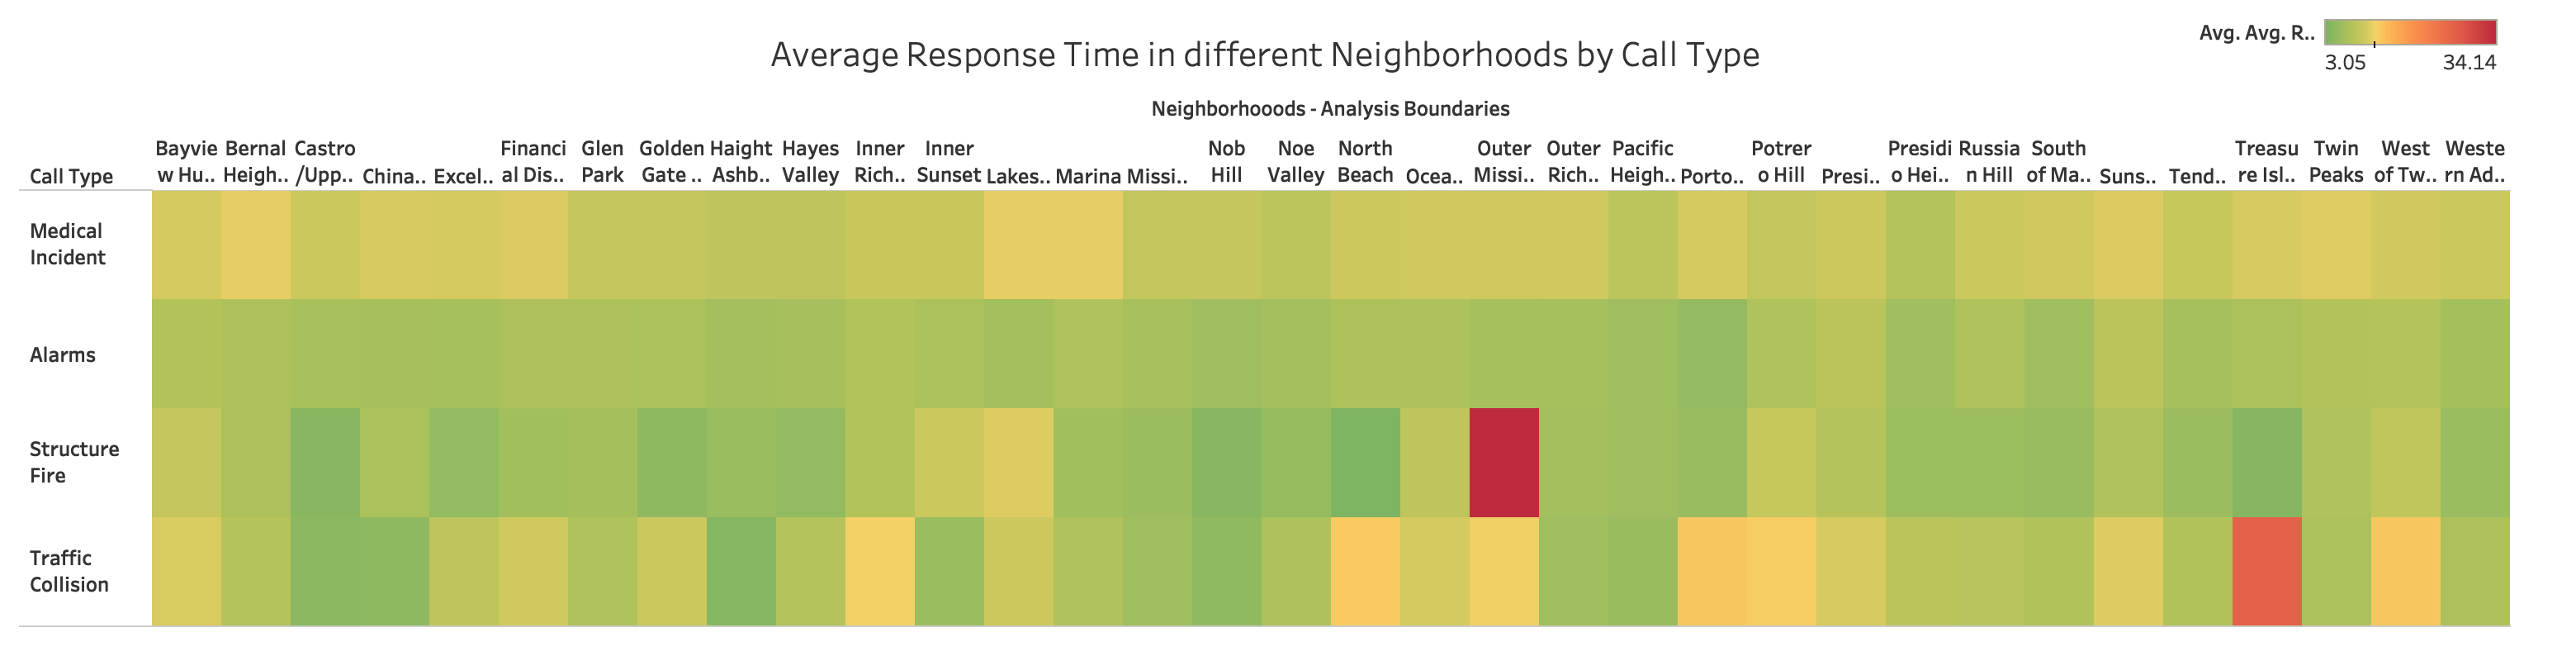 Avg. Avg. R..
3.05 34.14
Average Response Time in different Neighborhoods by Call Type
Neighborhooods - Analysis Boundaries
Call Type
Bayvie
w Hu..
Bernal
Heigh..
Castro
/Upp..
China..
Excel..
Financi
al Dis..
Glen
Park
Golden
Gate ..
Haight
Ashb..
Hayes
Valley
Inner
Rich..
Inner
Sunset
Lakes..
Marina
Missi..
Nob
Hill
Noe
Valley
North
Beach
Ocea..
Outer
Missi..
Outer
Rich..
Pacific
Heigh..
Porto..
Potrer
o Hill
Presi..
Presidi
o Hei..
Russia
n Hill
South
of Ma..
Suns..
Tend..
Treasu
re Isl..
Twin
Peaks
West
of Tw..
Weste
rn Ad..
Medical
Incident
Alarms
Structure
Fire
Traffic
Collision